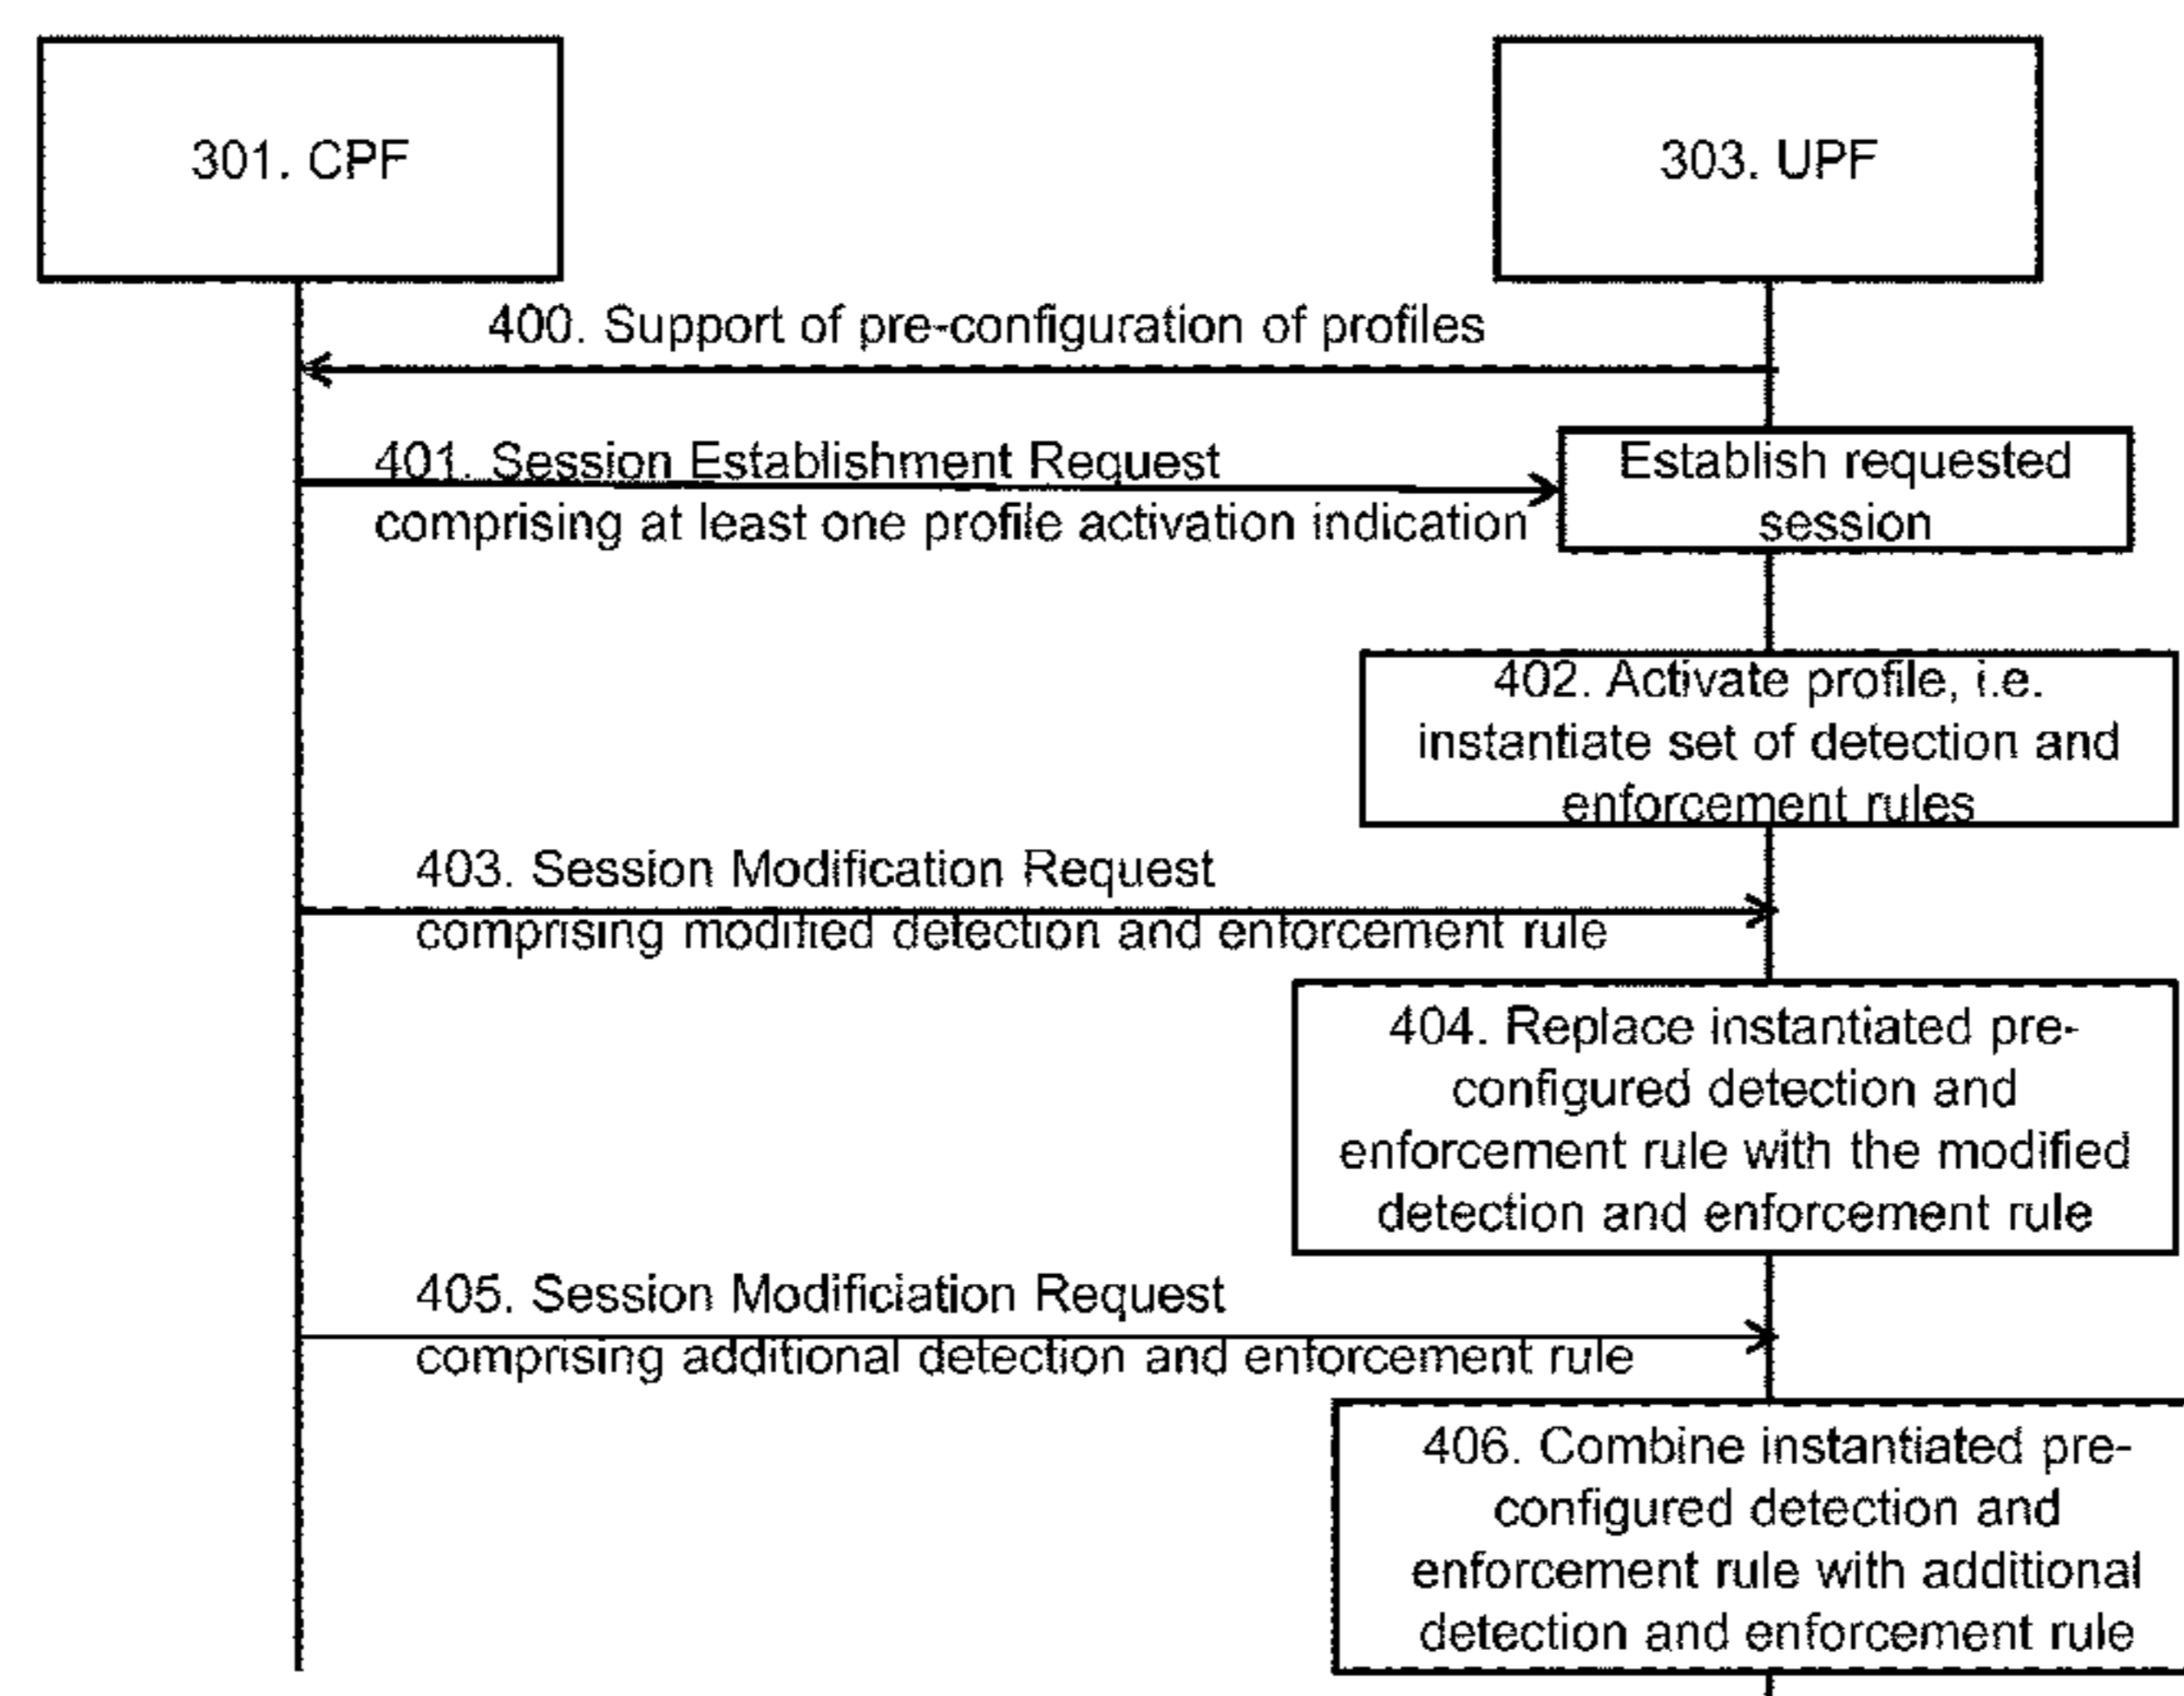 301. CPF
303. UPF
400. Support of pre-configuration of profiles
401. Session Establishment Request
comprising at least one profile activation indication
Establish requested
session
402. Activate profile, i.e.
instantiate set of detection and
enforcement rules
403. Session Modification Request
comprising modified detection and enforcement rule
404. Replace instantiated pre-
configured detection and
enforcement rule with the modified
detection and enforcement rule
405. Session Modificiation Request
comprising additional detection and enforcement rule
406. Combine instantiated pre-
configured detection and
enforcement rule with additional
detection and enforcement rule